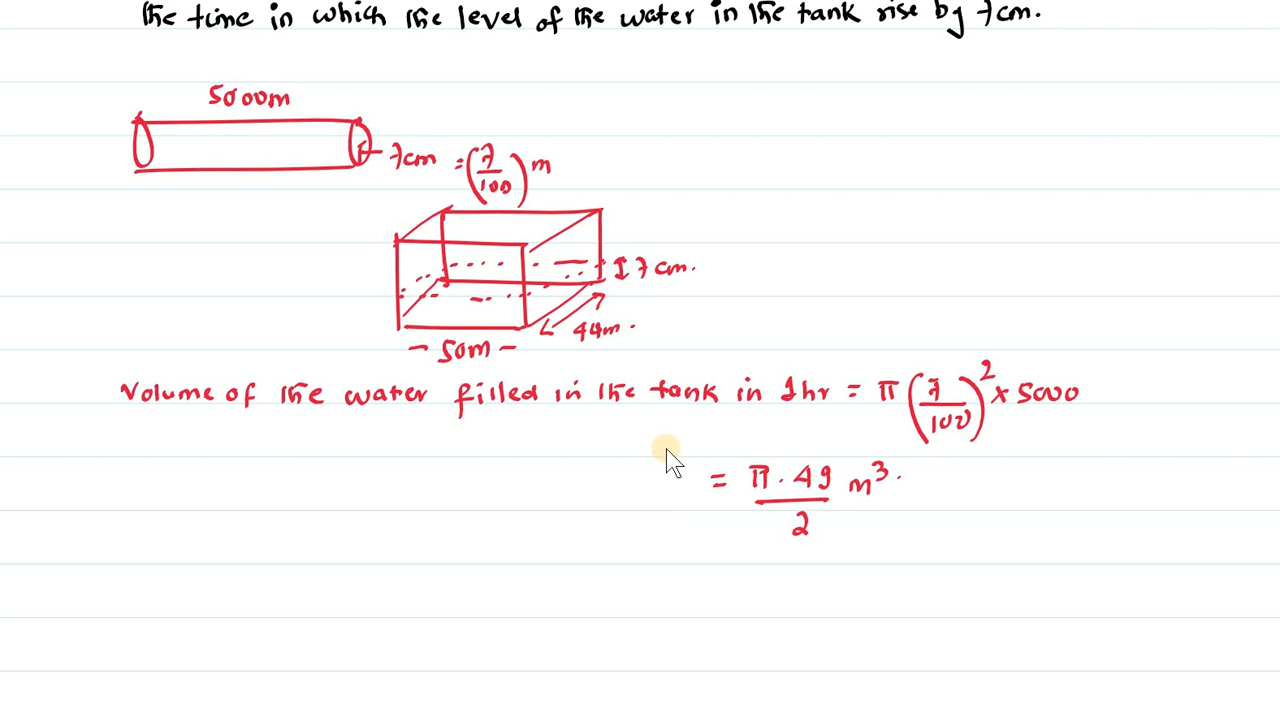 the time in which the level of the water in the tank rise by 7cm.
5000m
7cm = (7/100) m
7 cm.
44m.
- 50m -
Volume of the water filled in the tank in 1hr = π (7/100)² × 5000
= π . 49 / 2 m³.